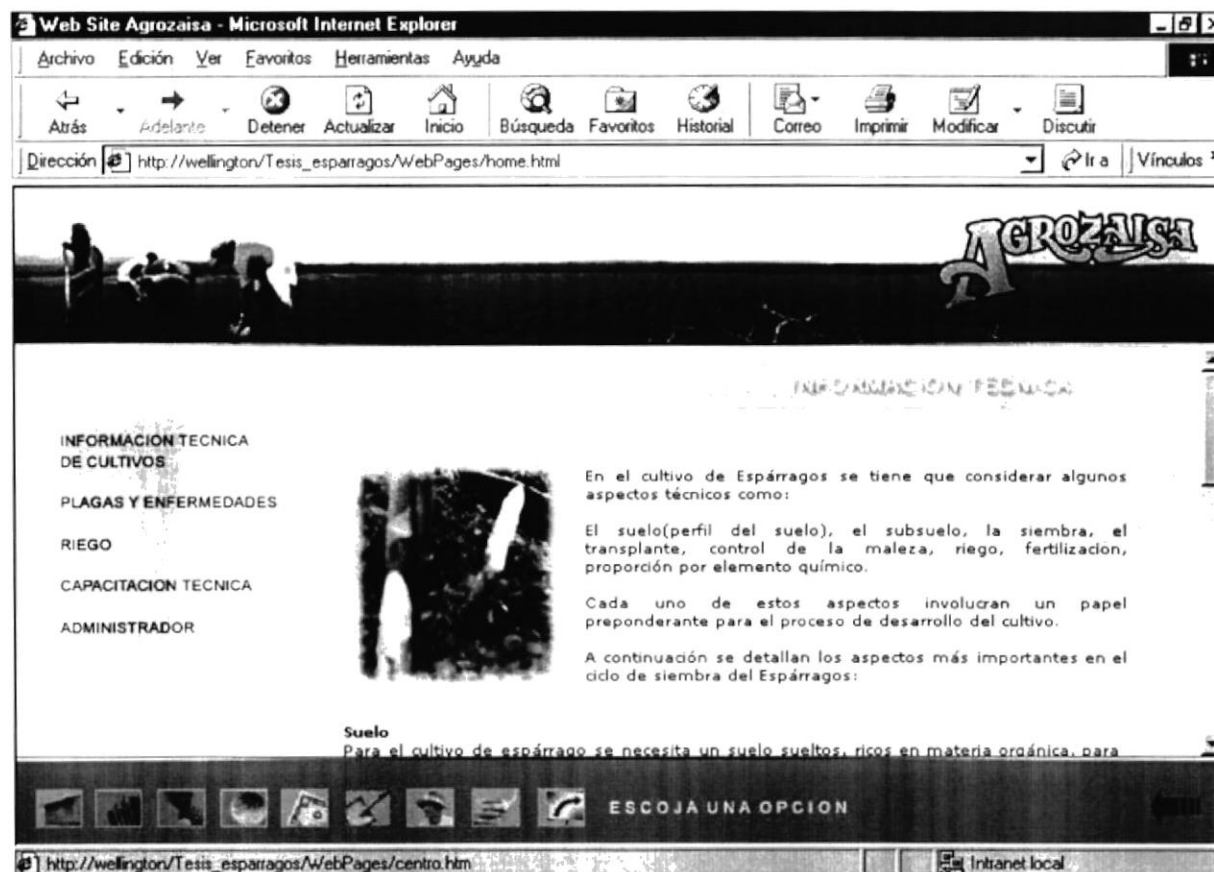 Web Site Agrozaisa - Microsoft Internet Explorer
Archivo Edición Ver Favoritos Herramientas Ayuda
Atrás Adelante Detener Actualizar Inicio Búsqueda Favoritos Historial Correo Imprimir Modificar Discutir
Dirección http://wellington/Tesis_esparragos/WebPages/home.html Ir a Vínculos
AGROZAISA
INFORMACION TECNICA
INFORMACION TECNICA
DE CULTIVOS
PLAGAS Y ENFERMEDADES
RIEGO
CAPACITACION TECNICA
ADMINISTRADOR
En el cultivo de Espárragos se tiene que considerar algunos
aspectos técnicos como:
El suelo(perfil del suelo), el subsuelo, la siembra, el
transplante, control de la maleza, riego, fertilización,
proporción por elemento químico.
Cada uno de estos aspectos involucran un papel
preponderante para el proceso de desarrollo del cultivo.
A continuación se detallan los aspectos más importantes en el
ciclo de siembra del Espárragos:
Suelo
Para el cultivo de espárrago se necesita un suelo sueltos, ricos en materia orgánica, para
ESCOJA UNA OPCION
http://wellington/Tesis_esparragos/WebPages/centro.htm Intranet local